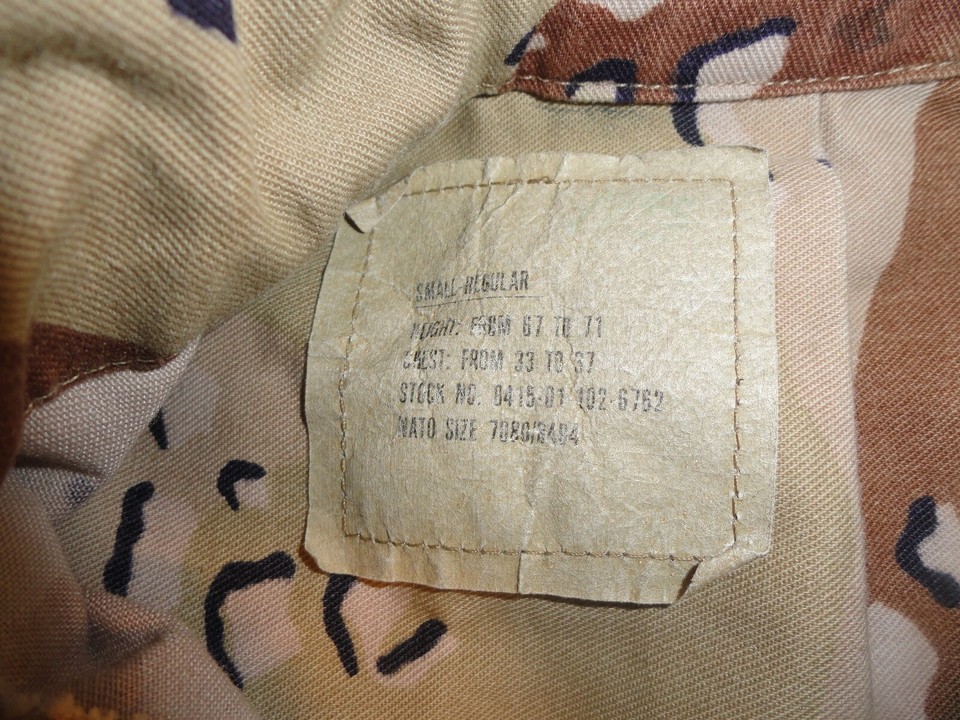 SMALL-REGULAR
HEIGHT: FROM 67 TO 71
CHEST: FROM 33 TO 37
STOCK NO. 8415-01-102-6762
NATO SIZE 7080/8494